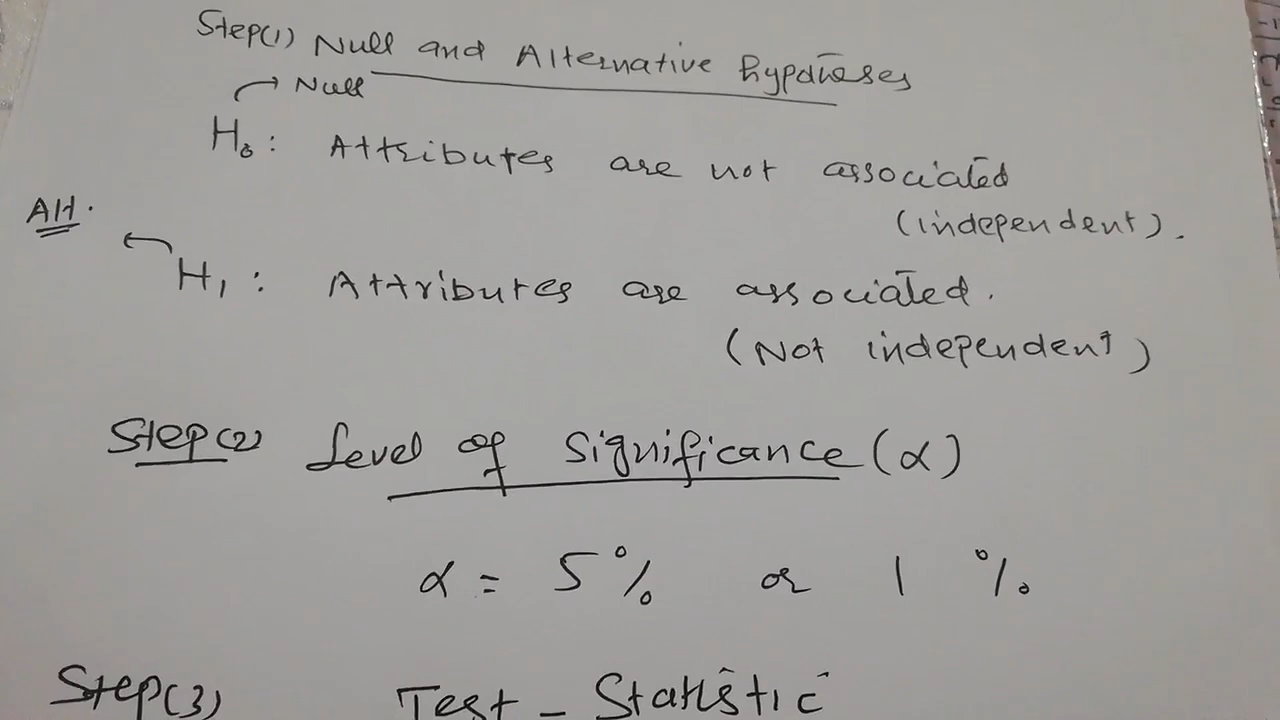 Step(1) Null and Alternative hypotheses
→ Null
H₀: Attributes are not associated
(independent).
AH.
H₁: Attributes are associated.
(Not independent)
Step(2) Level of Significance (α)
α = 5% or 1 %
Step(3) Test - Statistic